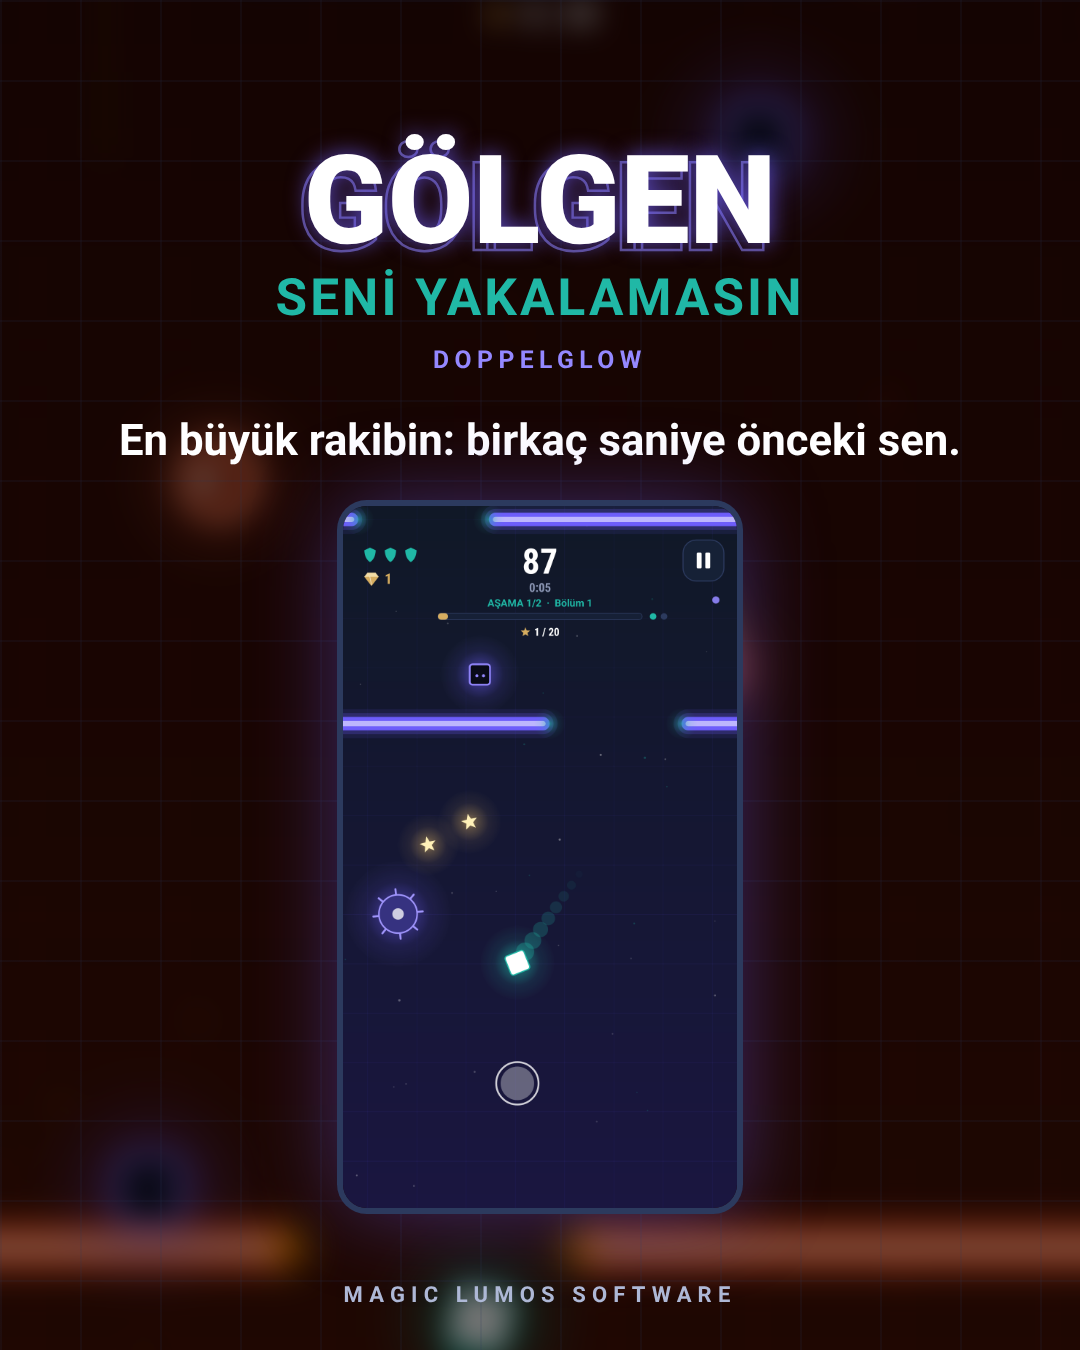 GÖLGEN
SENİ YAKALAMASIN
DOPPELGLOW
En büyük rakibin: birkaç saniye önceki sen.
87
1
0:05
AŞAMA 1/2 · Bölüm 1
1 / 20
MAGIC LUMOS SOFTWARE